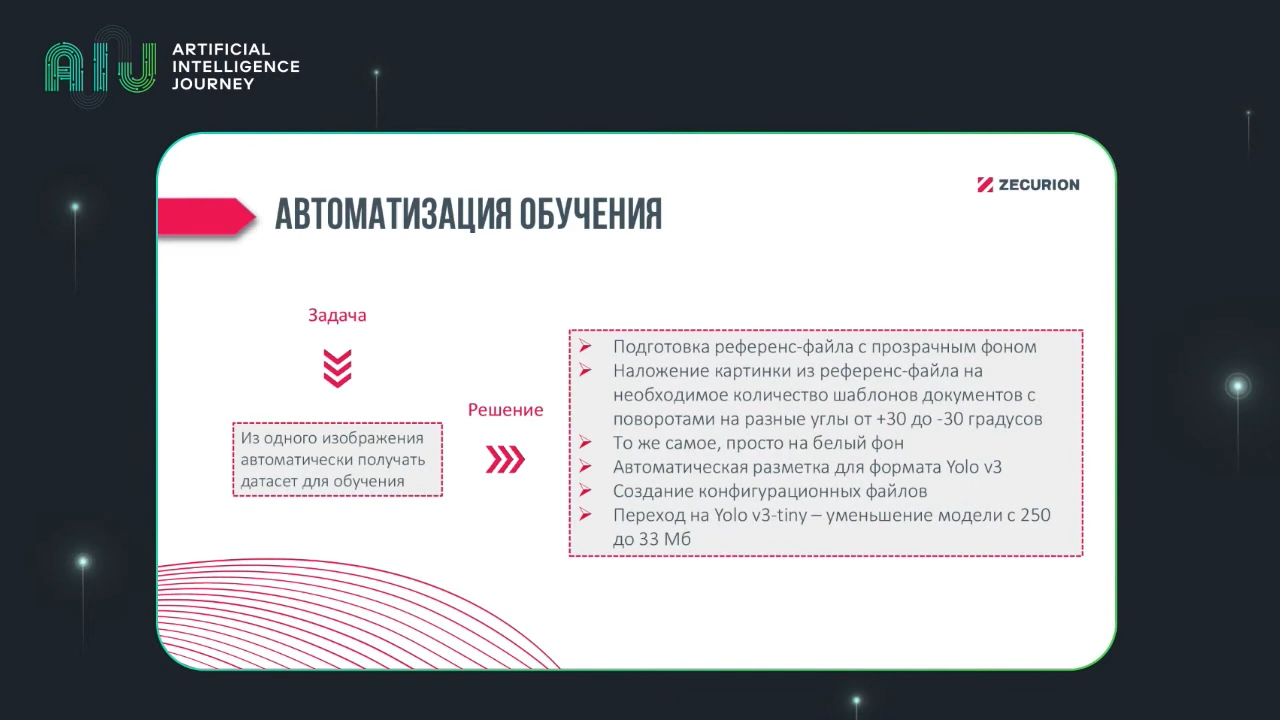 ARTIFICIAL
INTELLIGENCE
JOURNEY
ZECURION
АВТОМАТИЗАЦИЯ ОБУЧЕНИЯ
Задача
Из одного изображения
автоматически получать
датасет для обучения
Решение
Подготовка референс-файла с прозрачным фоном
Наложение картинки из референс-файла на
необходимое количество шаблонов документов с
поворотами на разные углы от +30 до -30 градусов
То же самое, просто на белый фон
Автоматическая разметка для формата Yolo v3
Создание конфигурационных файлов
Переход на Yolo v3-tiny – уменьшение модели с 250
до 33 Мб